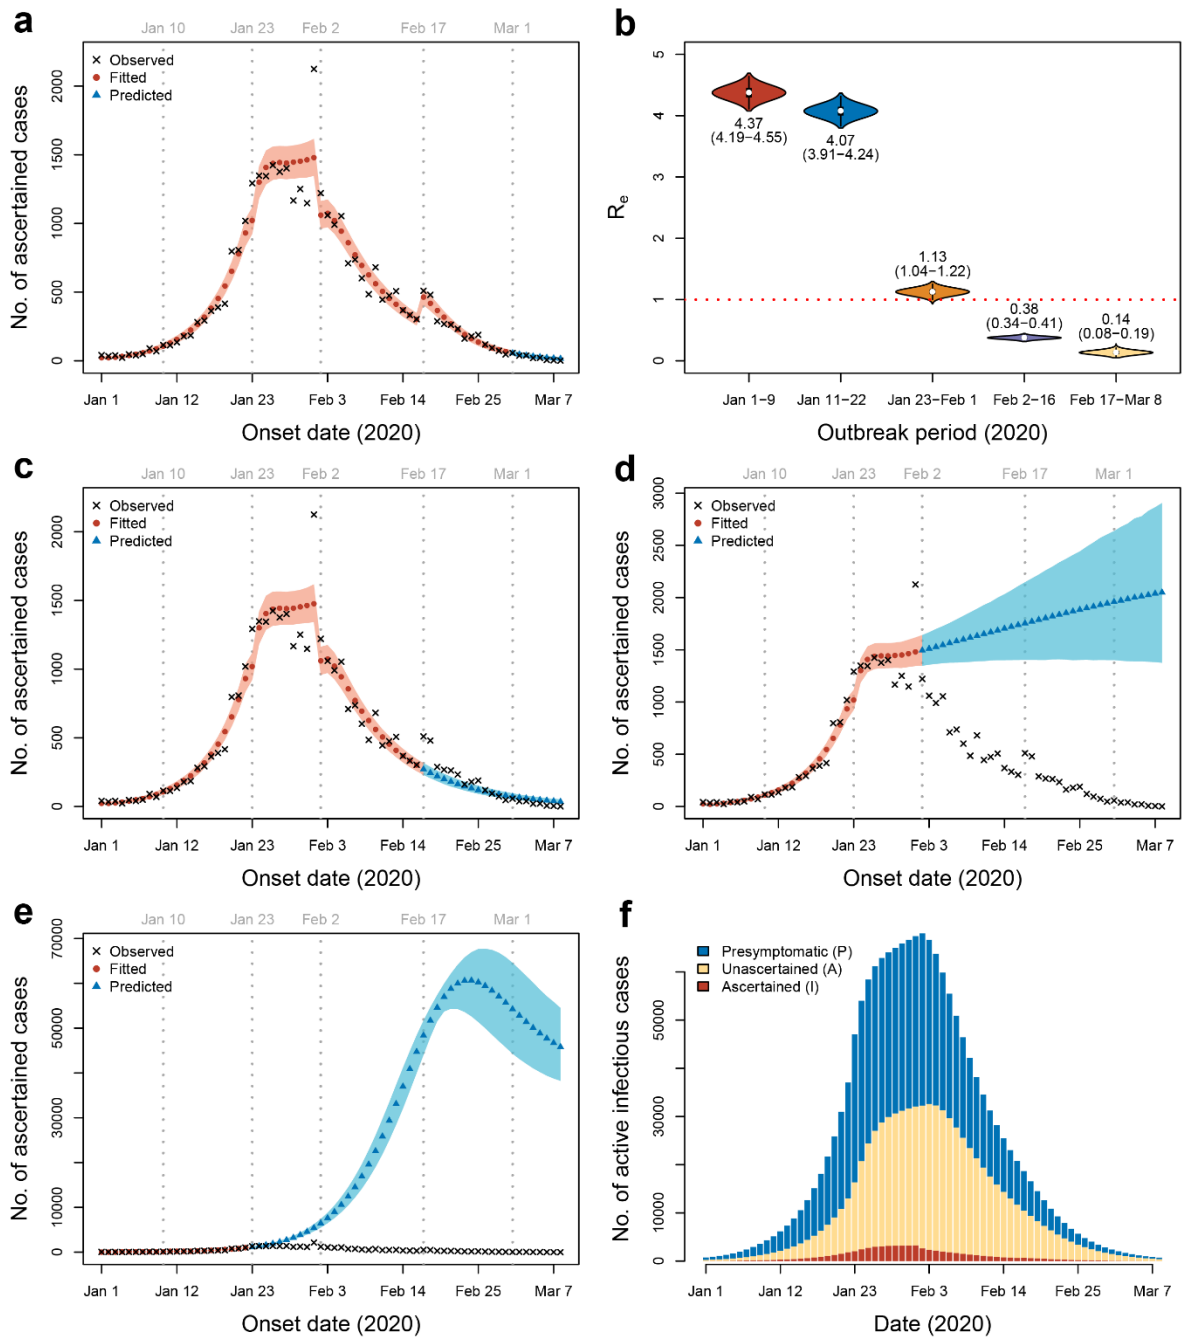 a
Jan 10 Jan 23 Feb 2 Feb 17 Mar 1
Observed
Fitted
Predicted
No. of ascertained cases
2000
1500
1000
500
0
Jan 1 Jan 12 Jan 23 Feb 3 Feb 14 Feb 25 Mar 7
Onset date (2020)
b
Re
5
4
3
2
1
0
4.37
(4.19−4.55)
4.07
(3.91−4.24)
1.13
(1.04−1.22)
0.38
(0.34−0.41)
0.14
(0.08−0.19)
Jan 1−9 Jan 11−22 Jan 23−Feb 1 Feb 2−16 Feb 17−Mar 8
Outbreak period (2020)
c
Jan 10 Jan 23 Feb 2 Feb 17 Mar 1
Observed
Fitted
Predicted
No. of ascertained cases
2000
1500
1000
500
0
Jan 1 Jan 12 Jan 23 Feb 3 Feb 14 Feb 25 Mar 7
Onset date (2020)
d
Jan 10 Jan 23 Feb 2 Feb 17 Mar 1
Observed
Fitted
Predicted
No. of ascertained cases
3000
2500
2000
1500
1000
500
0
Jan 1 Jan 12 Jan 23 Feb 3 Feb 14 Feb 25 Mar 7
Onset date (2020)
e
Jan 10 Jan 23 Feb 2 Feb 17 Mar 1
Observed
Fitted
Predicted
No. of ascertained cases
70000
50000
30000
10000
0
Jan 1 Jan 12 Jan 23 Feb 3 Feb 14 Feb 25 Mar 7
Onset date (2020)
f
Presymptomatic (P)
Unascertained (A)
Ascertained (I)
No. of active infectious cases
50000
30000
10000
0
Jan 1 Jan 12 Jan 23 Feb 3 Feb 14 Feb 25 Mar 7
Date (2020)